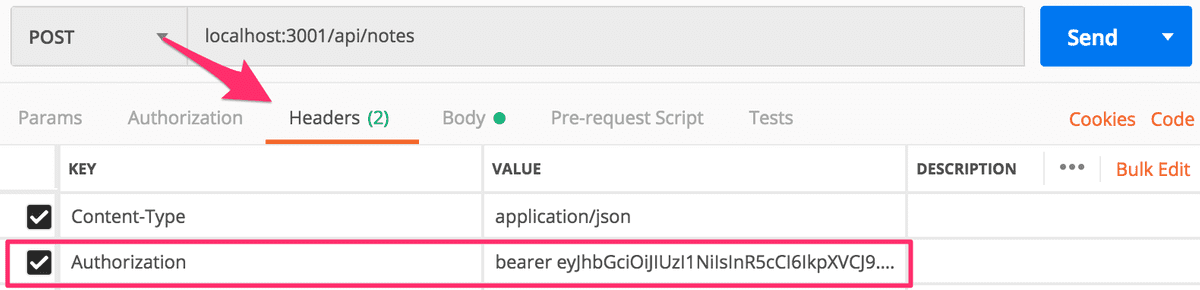 POST localhost:3001/api/notes Send
Params Authorization Headers (2) Body Pre-request Script Tests Cookies Code
KEY VALUE DESCRIPTION ••• Bulk Edit
Content-Type application/json
Authorization bearer eyJhbGciOiJIUzI1NiIsInR5cCI6IkpXVCJ9....